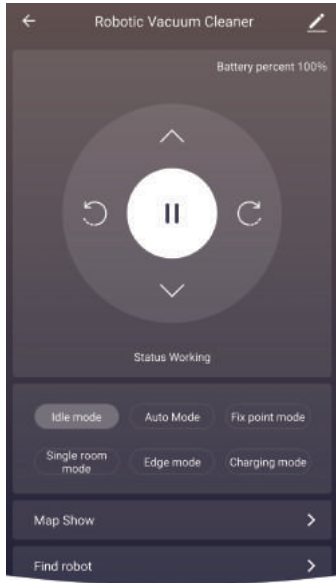 Robotic Vacuum Cleaner
Battery percent 100%
Status Working
Idle mode
Auto Mode
Fix point mode
Single room
mode
Edge mode
Charging mode
Map Show
Find robot